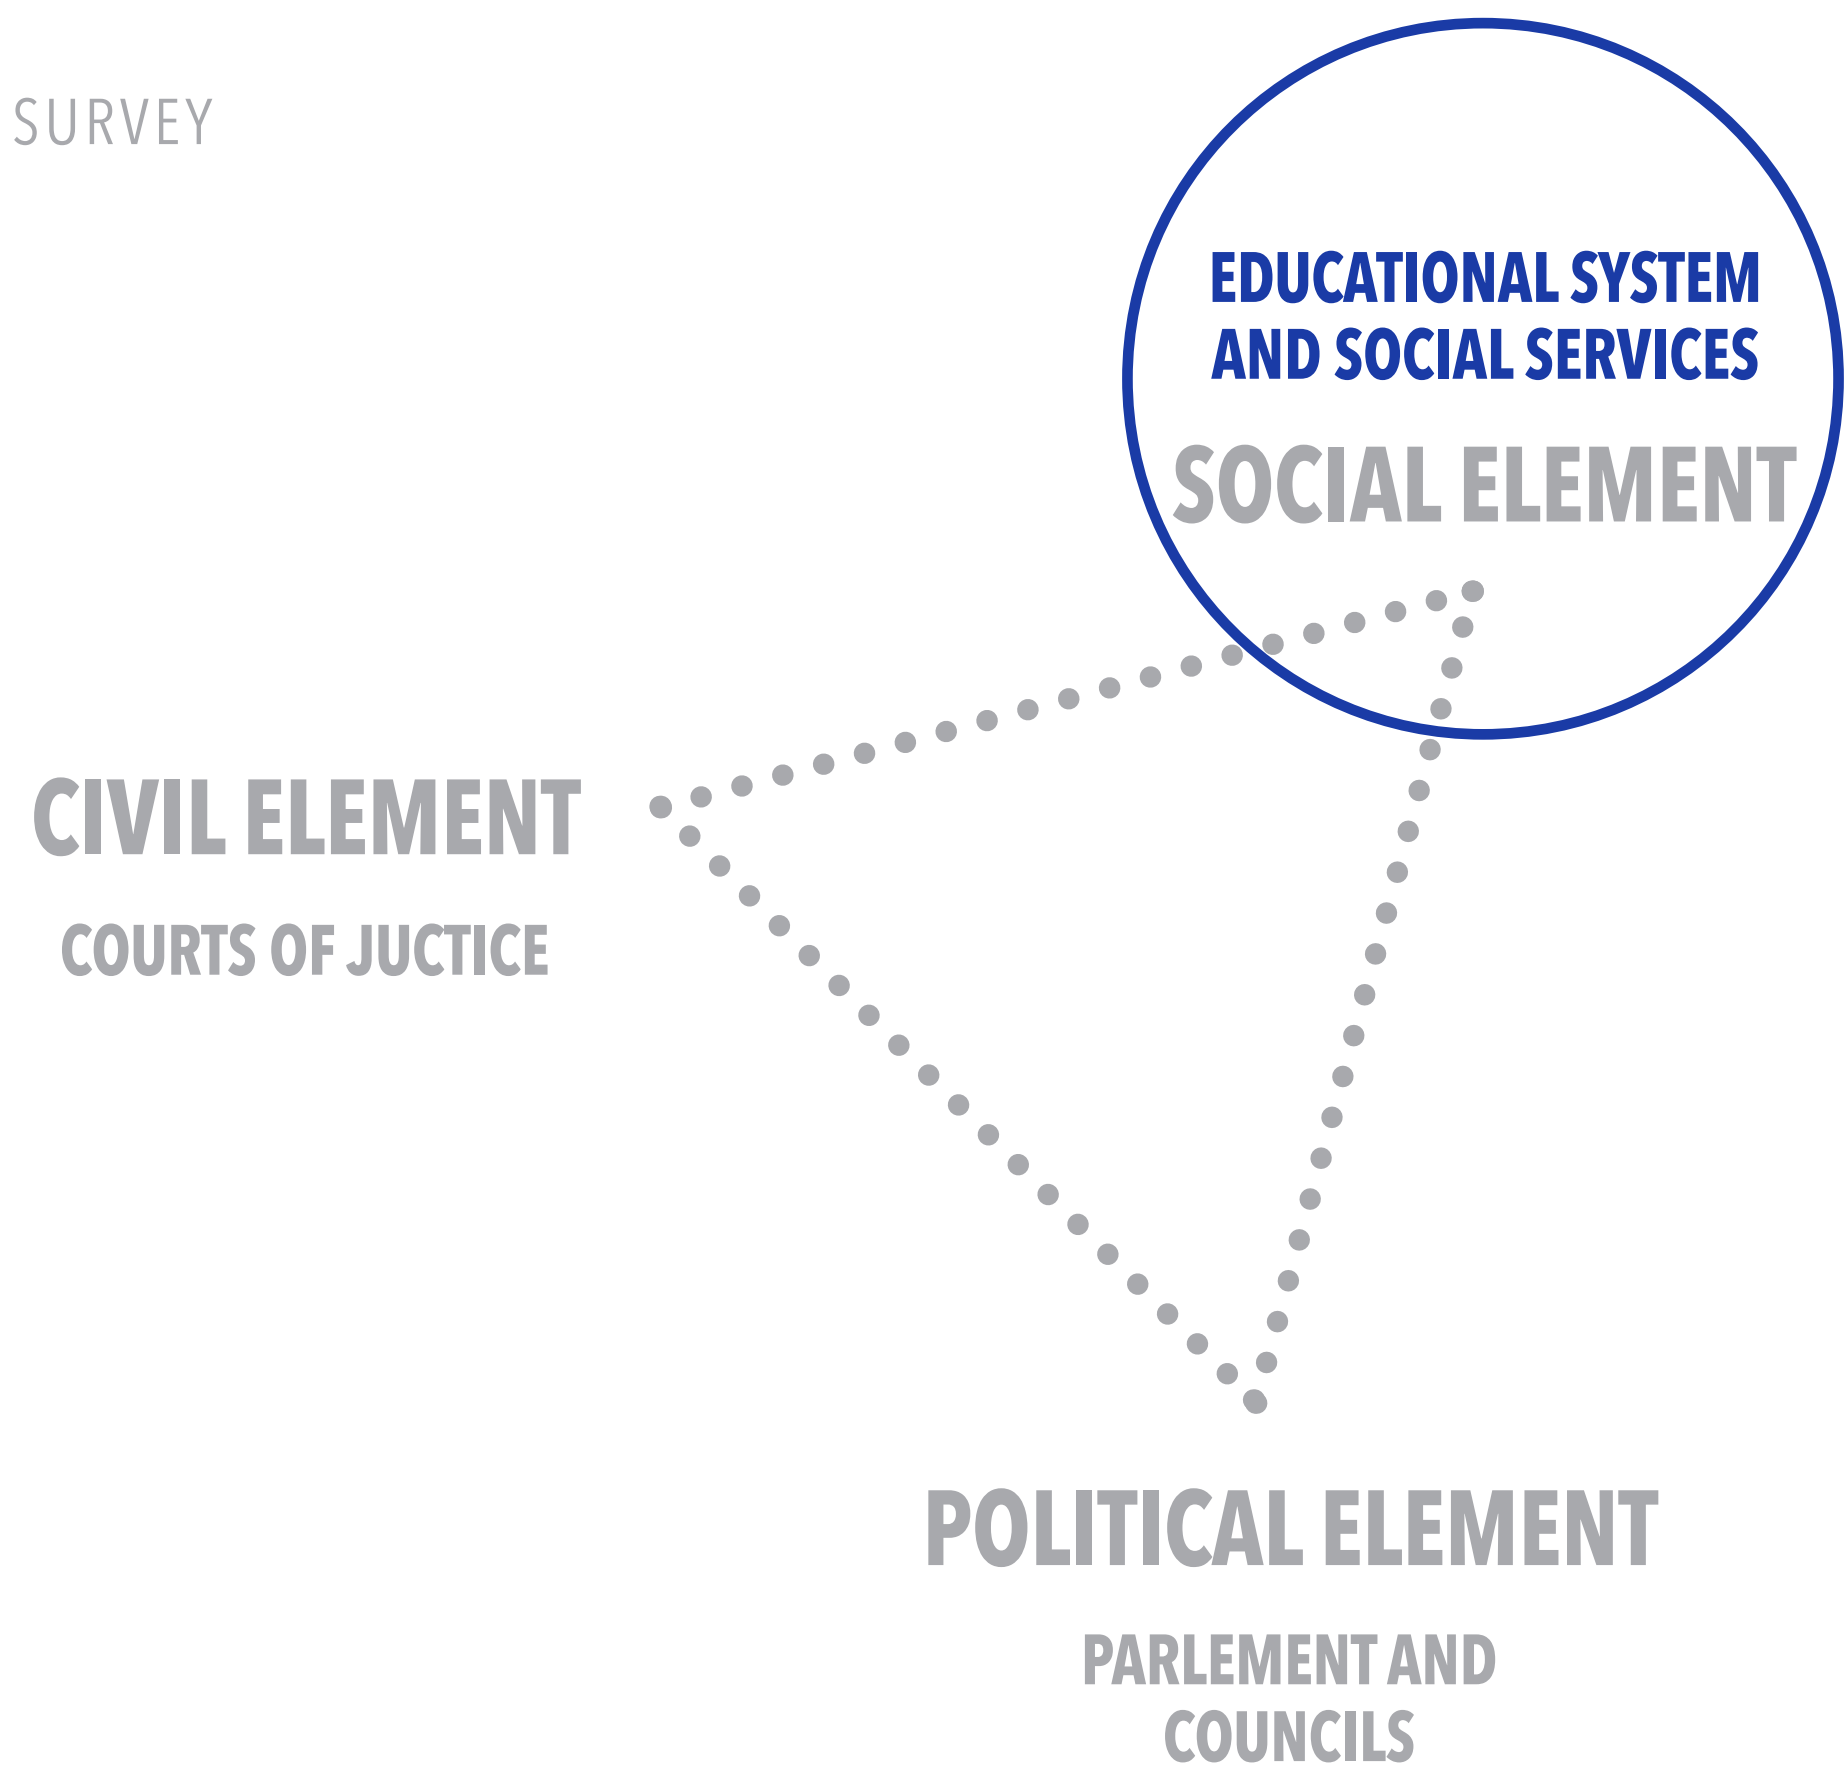 SURVEY
EDUCATIONAL SYSTEM
AND SOCIAL SERVICES
SOCIAL ELEMENT
CIVIL ELEMENT
COURTS OF JUCTICE
POLITICAL ELEMENT
PARLEMENT AND
COUNCILS